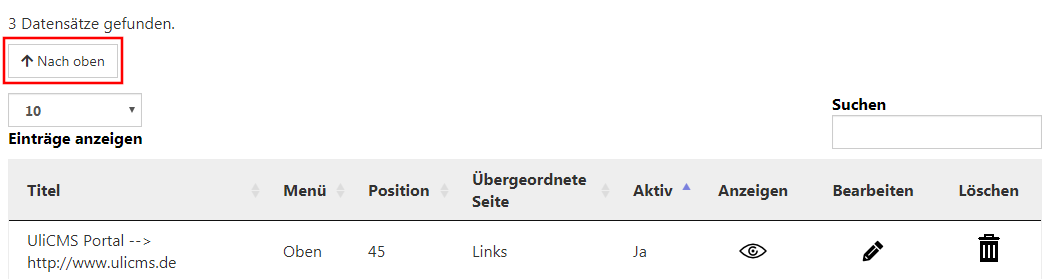 3 Datensätze gefunden.
Nach oben
10
Einträge anzeigen
Suchen
Titel Menü Position Übergeordnete Seite Aktiv Anzeigen Bearbeiten Löschen
UliCMS Portal -->
http://www.ulicms.de
Oben 45 Links Ja